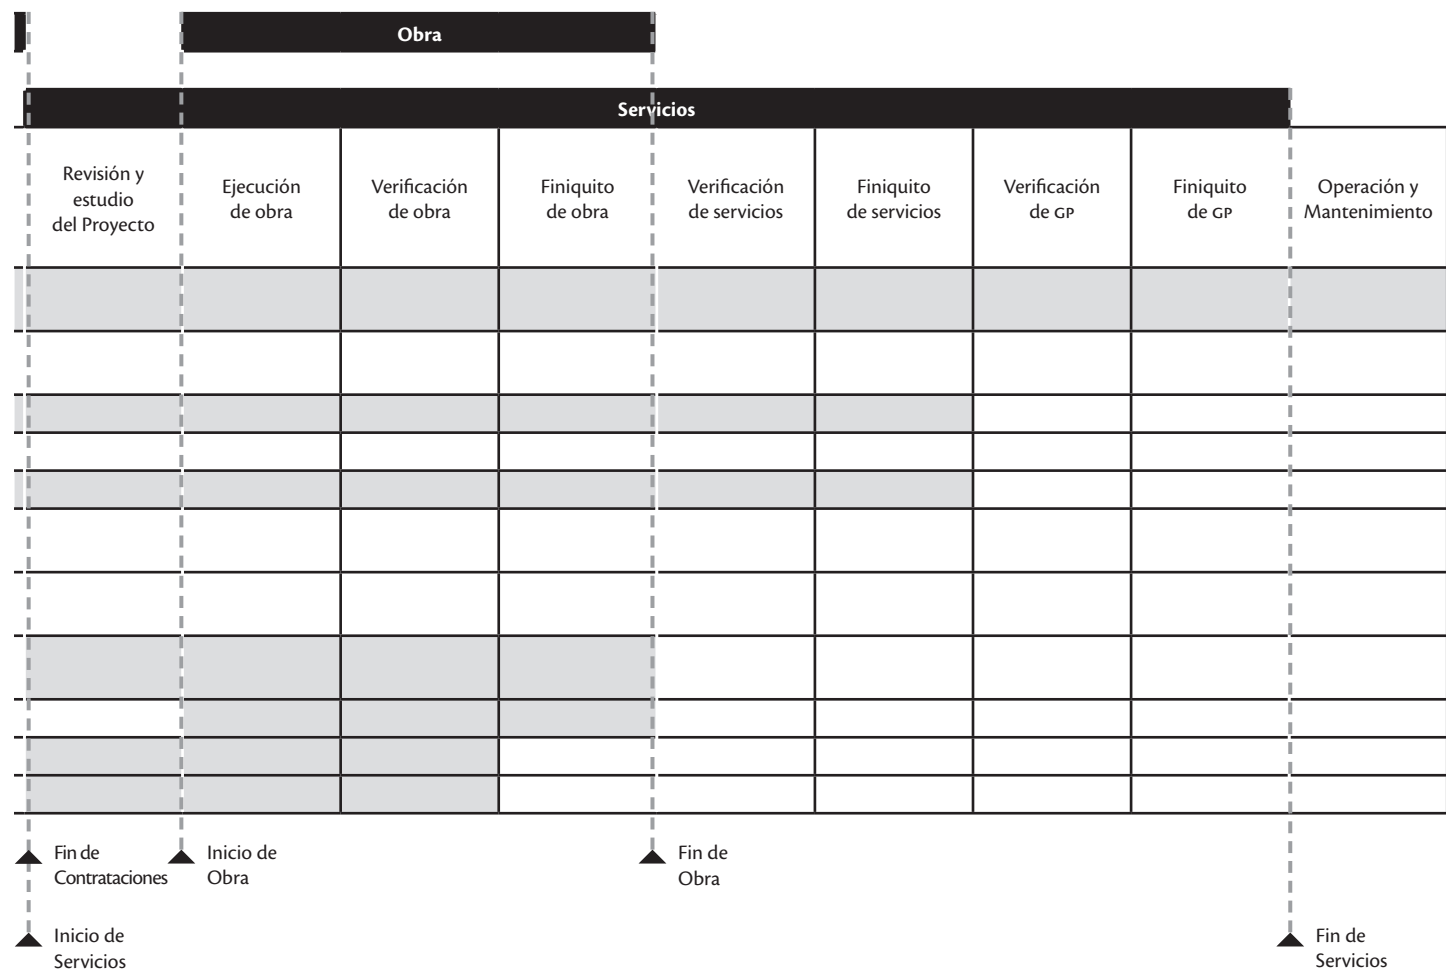 Obra
Servicios
Revisión y
estudio
del Proyecto
Ejecución
de obra
Verificación
de obra
Finiquito
de obra
Verificación
de servicios
Finiquito
de servicios
Verificación
de GP
Finiquito
de GP
Operación y
Mantenimiento
Fin de
Contrataciones
Inicio de
Obra
Fin de
Obra
Inicio de
Servicios
Fin de
Servicios